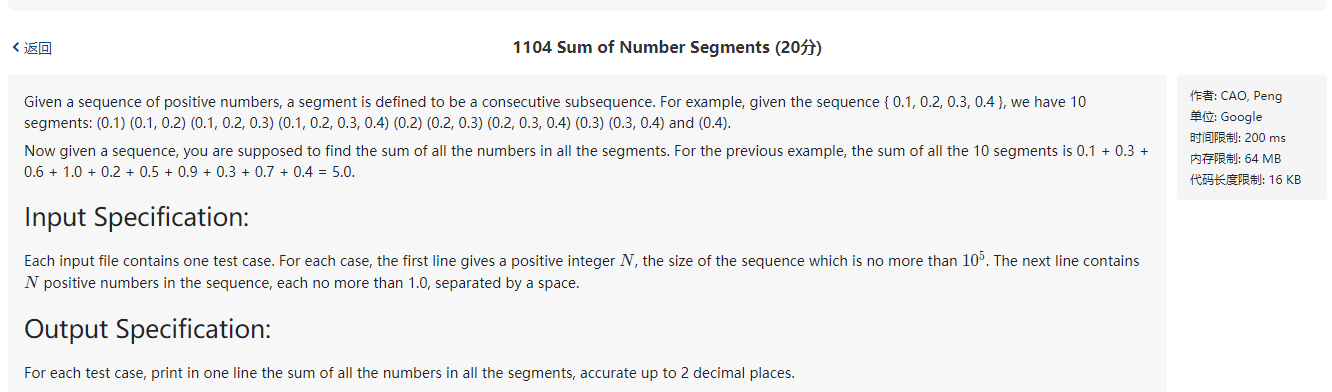 返回
1104 Sum of Number Segments (20分)
Given a sequence of positive numbers, a segment is defined to be a consecutive subsequence. For example, given the sequence { 0.1, 0.2, 0.3, 0.4 }, we have 10
segments: (0.1) (0.1, 0.2) (0.1, 0.2, 0.3) (0.1, 0.2, 0.3, 0.4) (0.2) (0.2, 0.3) (0.2, 0.3, 0.4) (0.3) (0.3, 0.4) and (0.4).
Now given a sequence, you are supposed to find the sum of all the numbers in all the segments. For the previous example, the sum of all the 10 segments is 0.1 + 0.3 +
0.6 + 1.0 + 0.2 + 0.5 + 0.9 + 0.3 + 0.7 + 0.4 = 5.0.
Input Specification:
Each input file contains one test case. For each case, the first line gives a positive integer N, the size of the sequence which is no more than 10⁵. The next line contains
N positive numbers in the sequence, each no more than 1.0, separated by a space.
Output Specification:
For each test case, print in one line the sum of all the numbers in all the segments, accurate up to 2 decimal places.
作者: CAO, Peng
单位: Google
时间限制: 200 ms
内存限制: 64 MB
代码长度限制: 16 KB